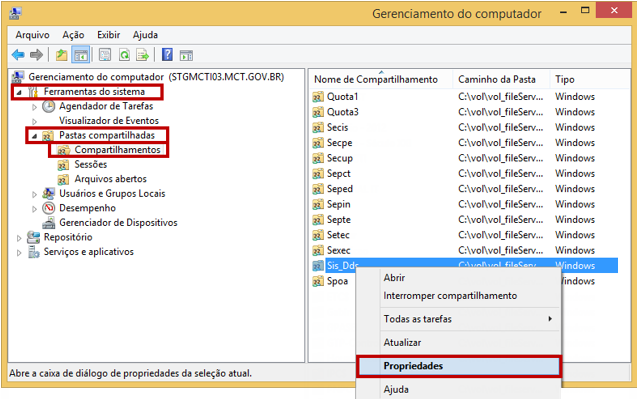 Gerenciamento do computador
Arquivo Ação Exibir Ajuda
Gerenciamento do computador (STGMCTI03.MCT.GOV.BR)
Ferramentas do sistema
Agendador de Tarefas
Visualizador de Eventos
Pastas compartilhadas
Compartilhamentos
Sessões
Arquivos abertos
Usuários e Grupos Locais
Desempenho
Gerenciador de Dispositivos
Repositório
Serviços e aplicativos
Nome de Compartilhamento Caminho da Pasta Tipo
Quota1 C:\vol\vol_fileServ... Windows
Quota3 C:\vol\vol_fileServ... Windows
Secis C:\vol\vol_fileServ... Windows
Secpe C:\vol\vol_fileServ... Windows
Secup C:\vol\vol_fileServ... Windows
Sepct C:\vol\vol_fileServ... Windows
Seped C:\vol\vol_fileServ... Windows
Sepin C:\vol\vol_fileServ... Windows
Septe C:\vol\vol_fileServ... Windows
Setec C:\vol\vol_fileServ... Windows
Sexec C:\vol\vol_fileServ... Windows
C:\vol\vol_fileServ... Windows
Spoa Windows
Abrir
Interromper compartilhamento
Todas as tarefas
Atualizar
Propriedades
Ajuda
Abre a caixa de diálogo de propriedades da seleção atual.